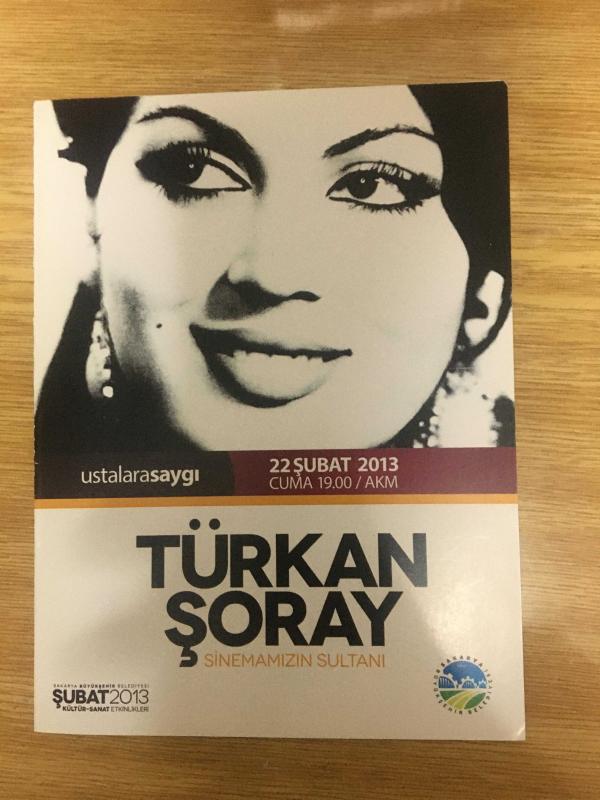 ustalarasaygı
22 ŞUBAT 2013
CUMA 19.00 / AKM
TÜRKAN
ŞORAY
SİNEMAMIZIN SULTANI
SAKARYA BÜYÜKŞEHİR BELEDİYESİ
ŞUBAT2013
KÜLTÜR-SANAT ETKİNLİKLERİ
SAKARYA